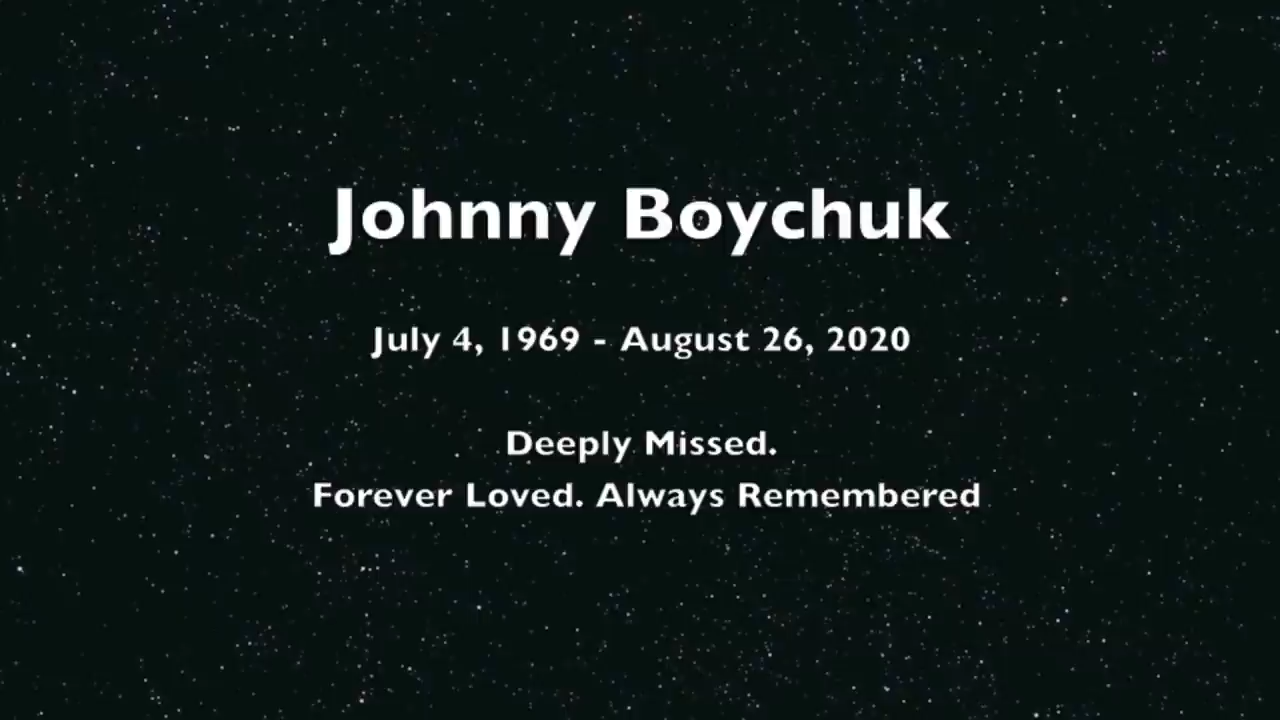 Johnny Boychuk
July 4, 1969 - August 26, 2020
Deeply Missed.
Forever Loved. Always Remembered